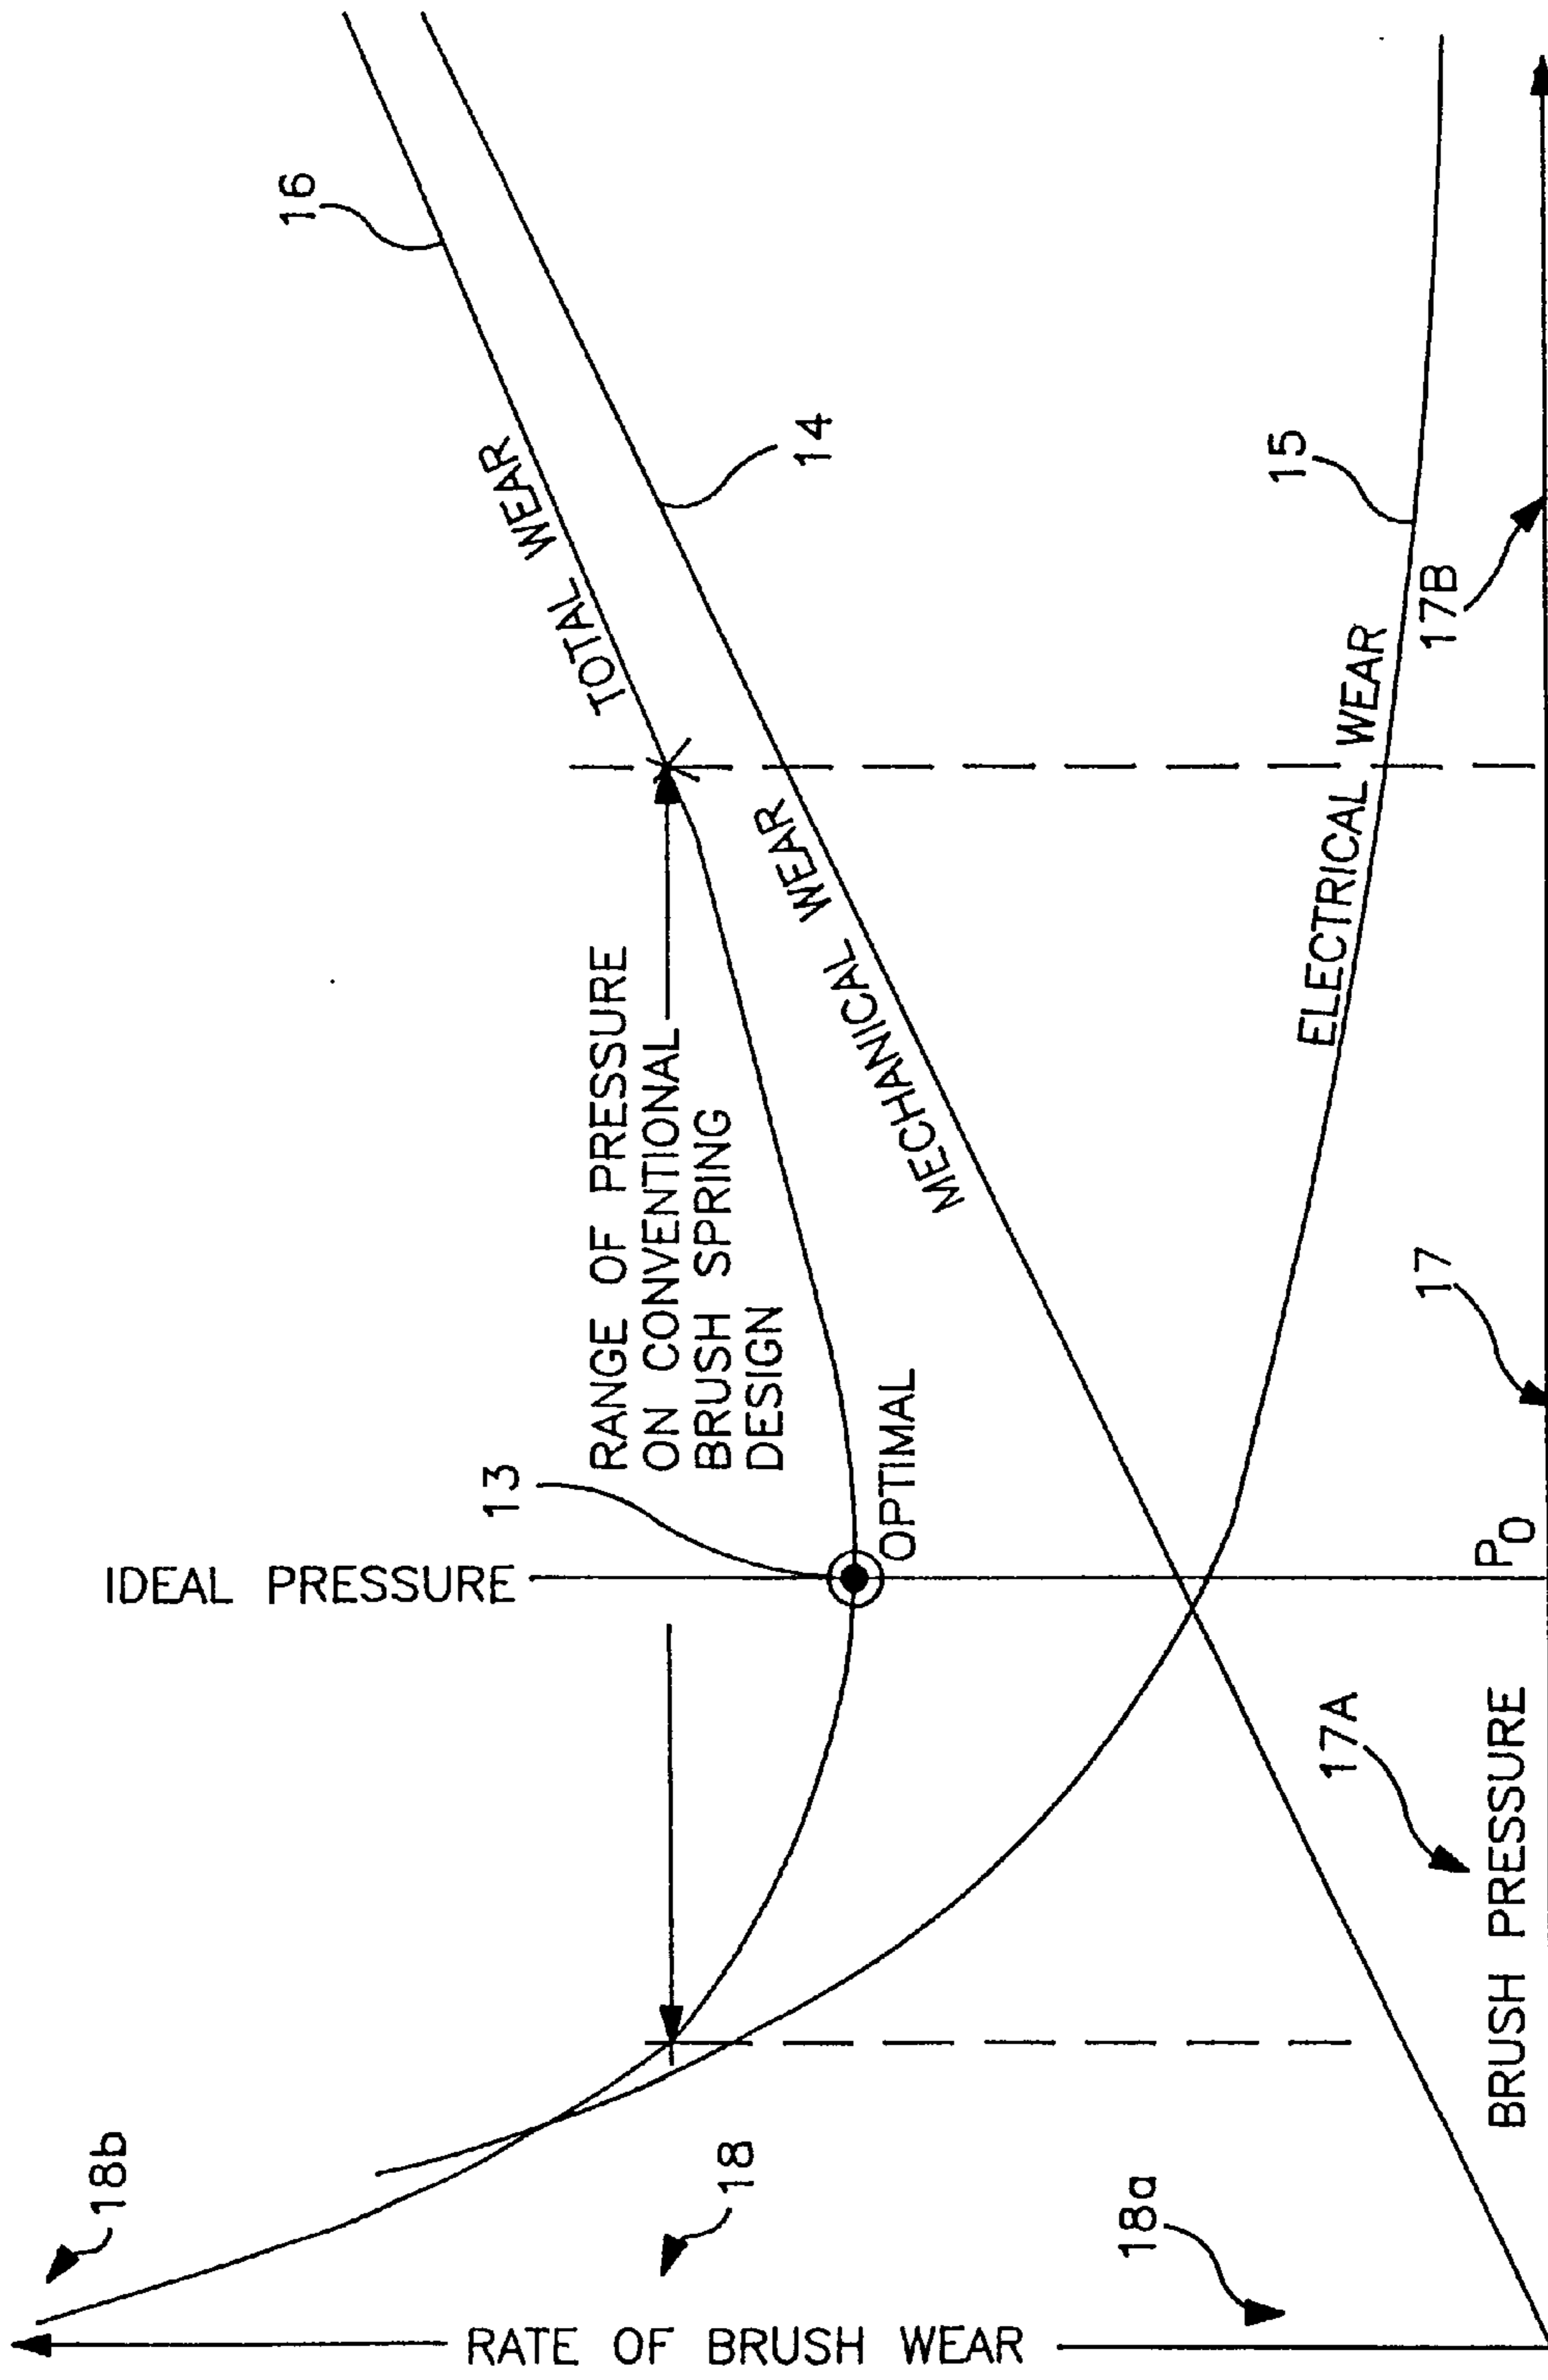 IDEAL PRESSURE
13
RANGE OF PRESSURE
ON CONVENTIONAL
BRUSH SPRING
DESIGN
OPTIMAL
TOTAL WEAR
16
MECHANICAL WEAR
14
ELECTRICAL WEAR
15
18b
18
18a
RATE OF BRUSH WEAR
17A
BRUSH PRESSURE
P0
17
17B